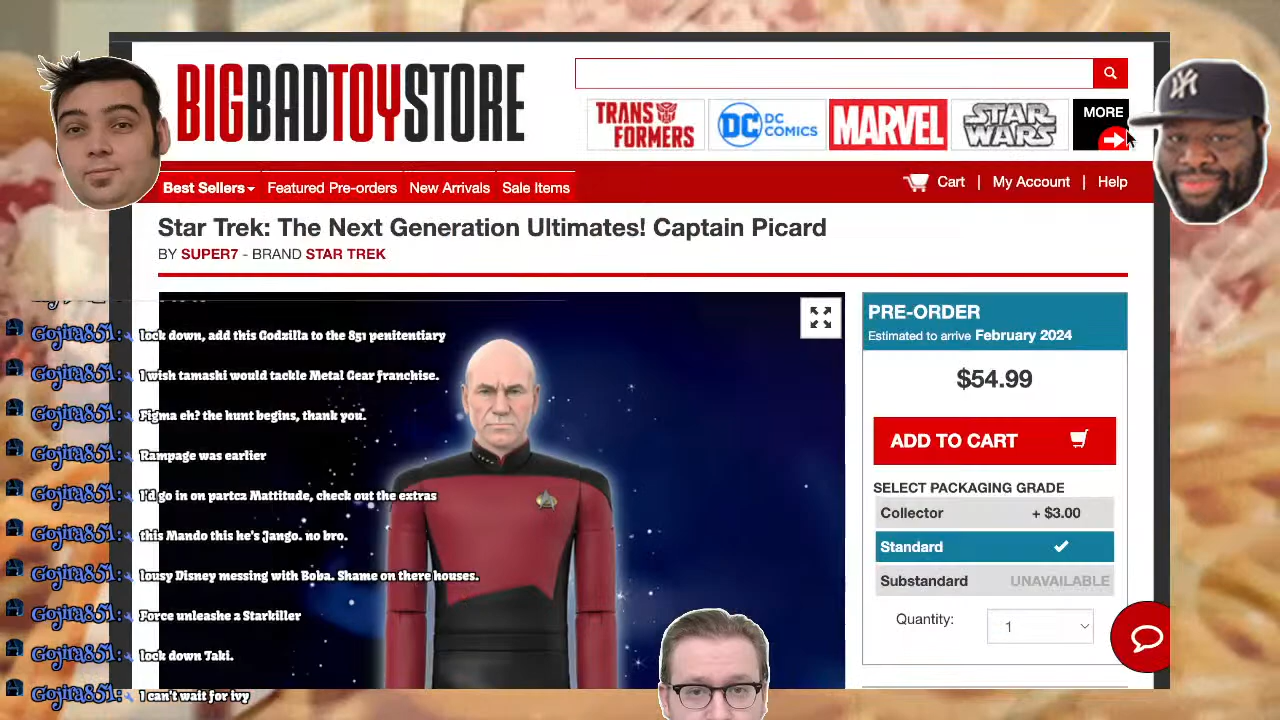 BIGBADTOYSTORE
TRANSFORMERS
DC DC COMICS
MARVEL
STAR WARS
MORE
Best Sellers
Featured Pre-orders
New Arrivals
Sale Items
Cart | My Account | Help
Star Trek: The Next Generation Ultimates! Captain Picard
BY SUPER7 - BRAND STAR TREK
PRE-ORDER
Estimated to arrive February 2024
$54.99
ADD TO CART
SELECT PACKAGING GRADE
Collector + $3.00
Standard
Substandard UNAVAILABLE
Quantity: 1
Gojira851: lock down, add this Godzilla to the 851 penitentiary
Gojira851: I wish tamashi would tackle Metal Gear franchise.
Gojira851: Figma eh? the hunt begins, thank you.
Gojira851: Rampage was earlier
Gojira851: I'd go in on part2 Mattitude, check out the extras
Gojira851: this Mando this he's Jango. no bro.
Gojira851: lousy Disney messing with Boba. Shame on there houses.
Gojira851: Force unleashe 2 Starkiller
Gojira851: lock down Taki.
Gojira851: I can't wait for ivy